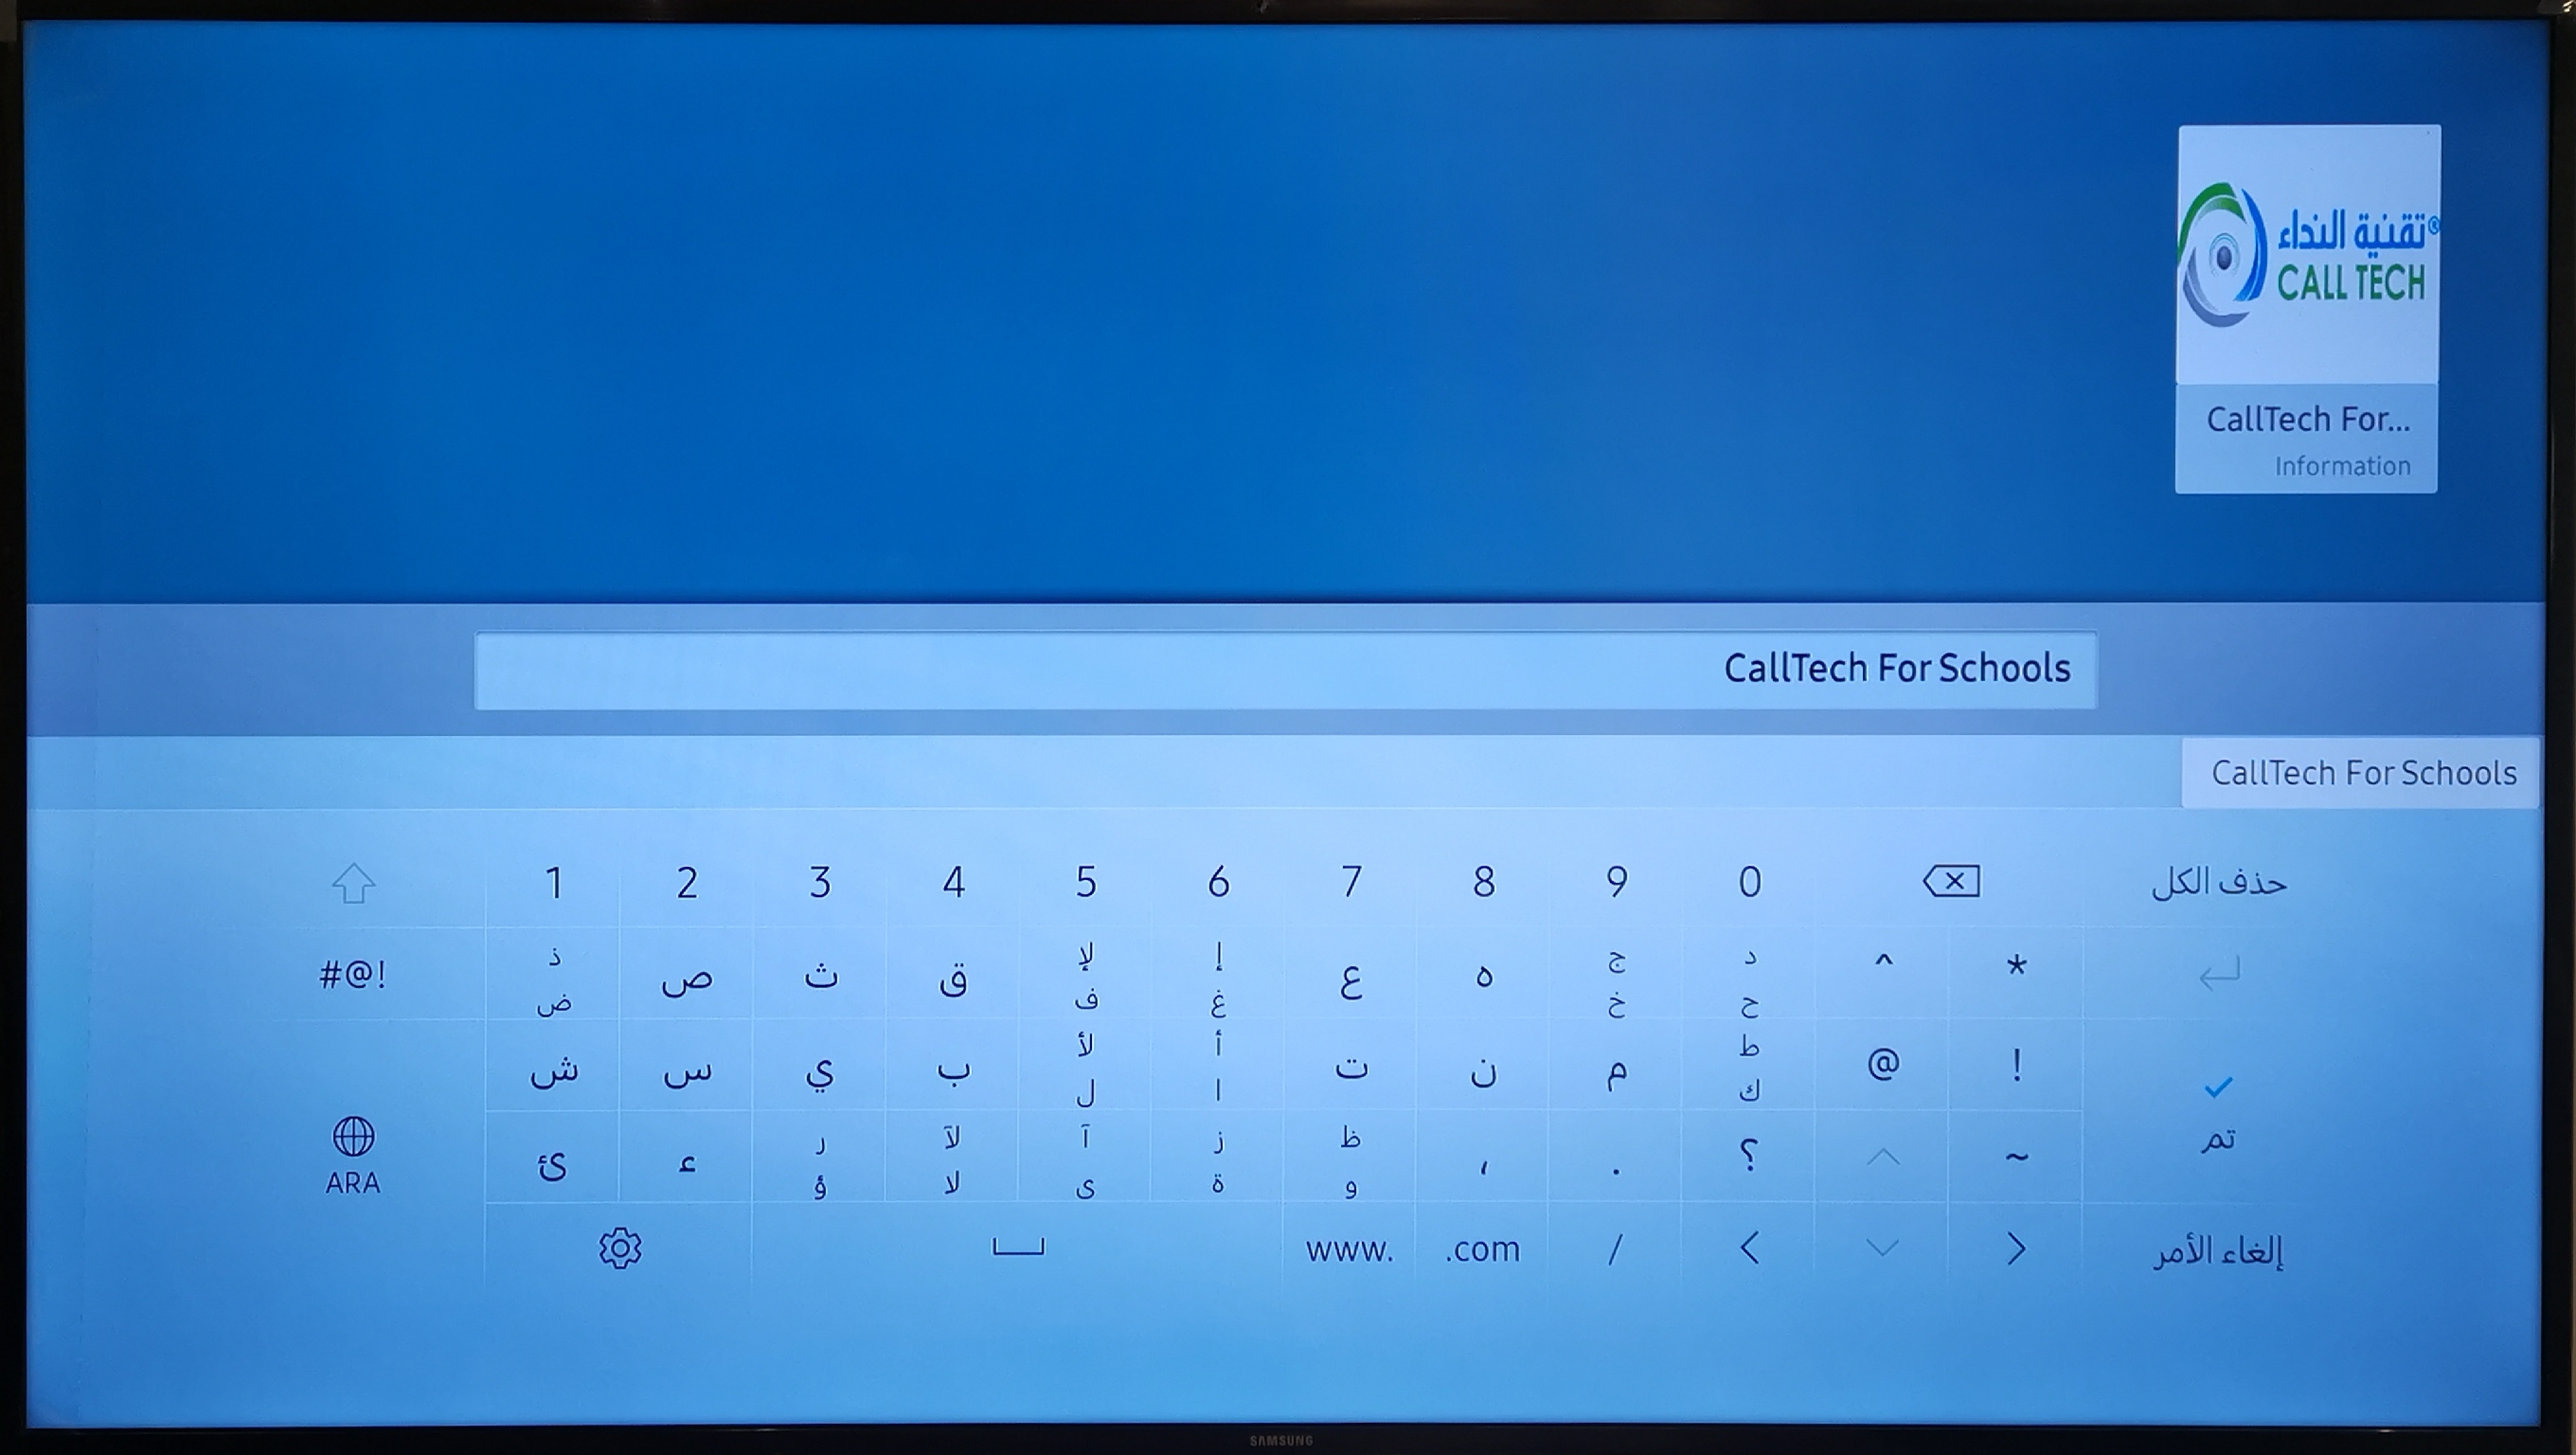 تقنية النداء®
CALL TECH
CallTech For...
Information
CallTech For Schools
CallTech For Schools
1 2 3 4 5 6 7 8 9 0 حذف الكل
#@! ذ ض ص ث ق لإ ف إ غ ع ه ج خ د ح ^ *
ش س ي ب لأ ل أ ا ت ن م ط ك @ !
ARA ئ ء ر ؤ لآ لا آ ى ز ة ظ و ، . ؟ ~ تم
www. .com / < > إلغاء الأمر
SAMSUNG